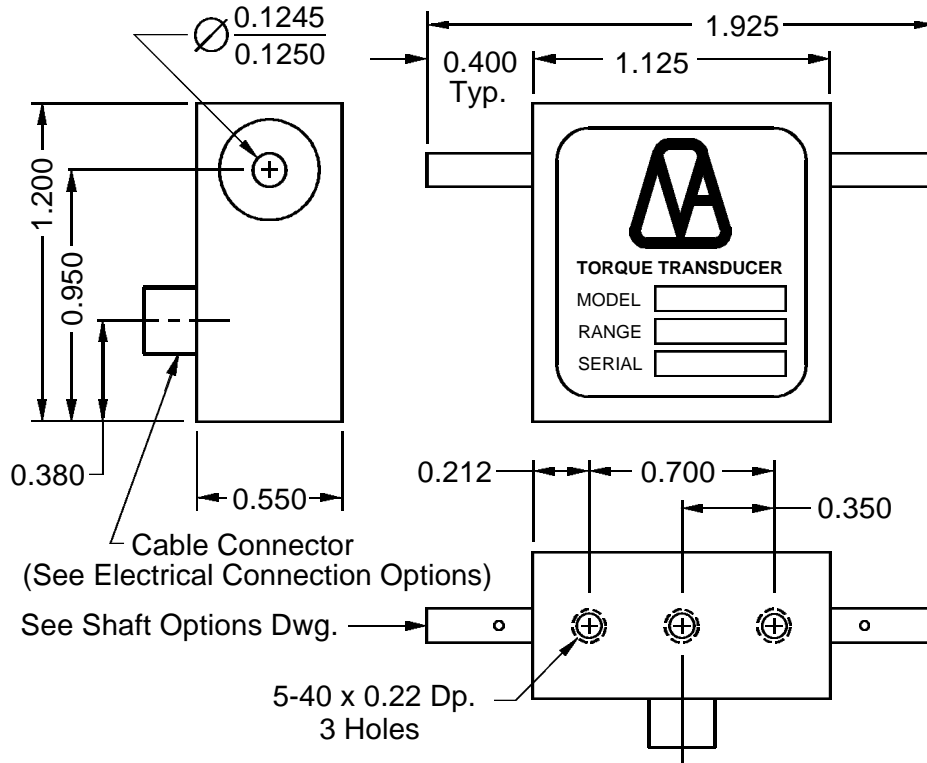 ⌀ 0.1245
0.1250
1.925
0.400
Typ.
1.125
1.200
0.950
0.380
0.550
TORQUE TRANSDUCER
MODEL
RANGE
SERIAL
Cable Connector
(See Electrical Connection Options)
0.212
0.700
0.350
See Shaft Options Dwg.
5-40 x 0.22 Dp.
3 Holes